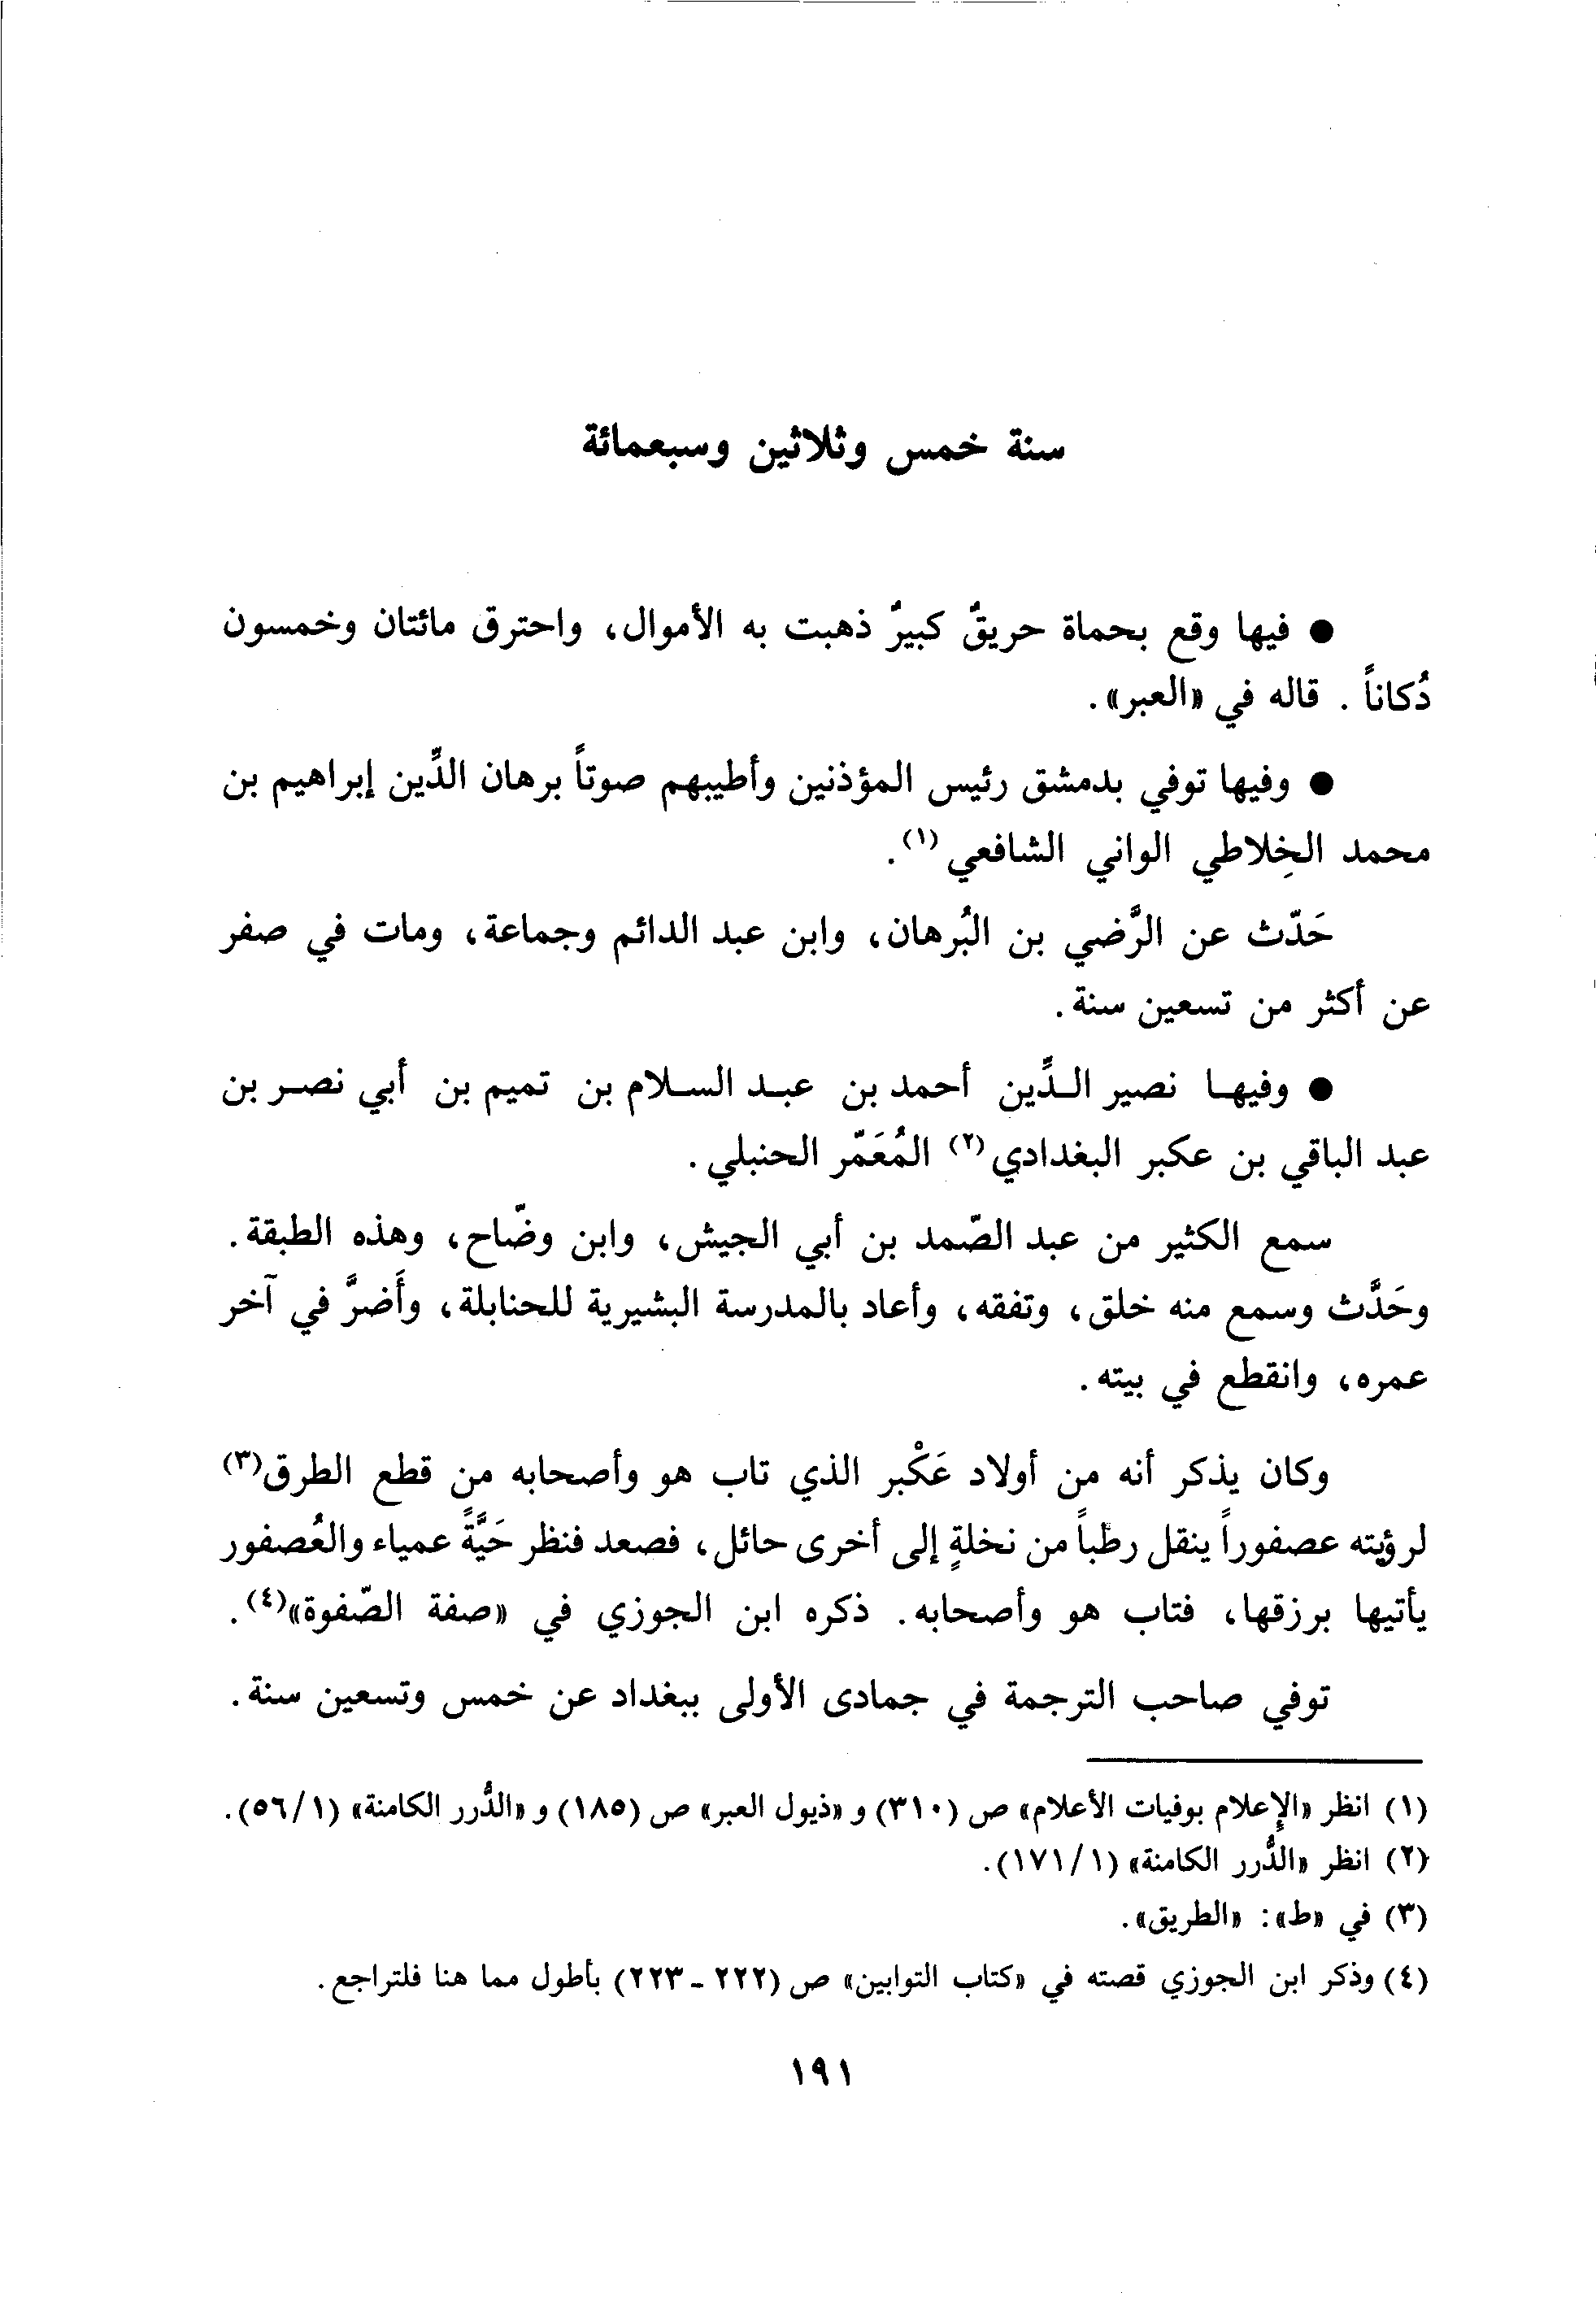 سنة خمس وثلاثين وسبعمائة
● فيها وقع بحماة حريقٌ كبيرٌ ذهبت به الأموال، واحترق مائتان وخمسون
دُكاناً . قاله في «العبر».
● وفيها توفي بدمشق رئيس المؤذنين وأطيبهم صوتاً برهان الدِّين إبراهيم بن
محمد الخِلاطي الواني الشافعي(١).
حَدّث عن الرَّضي بن البُرهان، وابن عبد الدائم وجماعة، ومات في صفر
عن أكثر من تسعين سنة.
● وفيها نصير الدِّين أحمد بن عبد السلام بن تميم بن أبي نصر بن
عبد الباقي بن عكبر البغدادي(٢) المُعَمّر الحنبلي.
سمع الكثير من عبد الصّمد بن أبي الجيش، وابن وضّاح، وهذه الطبقة.
وحَدَّث وسمع منه خلق، وتفقه، وأعاد بالمدرسة البشيرية للحنابلة، وأَضرَّ في آخر
عمره، وانقطع في بيته.
وكان يذكر أنه من أولاد عَكْبر الذي تاب هو وأصحابه من قطع الطرق(٣)
لرؤيته عصفوراً ينقل رطباً من نخلةٍ إلى أخرى حائل، فصعد فنظر حَيَّةً عمياء والعُصفور
يأتيها برزقها، فتاب هو وأصحابه. ذكره ابن الجوزي في «صفة الصّفوة»(٤).
توفي صاحب الترجمة في جمادى الأولى ببغداد عن خمس وتسعين سنة.
(١) انظر «الإعلام بوفيات الأعلام» ص (٣١٠) و «ذيول العبر» ص (١٨٥) و «الدُّرر الكامنة» (١/٥٦).
(٢) انظر «الدُّرر الكامنة» (١/١٧١).
(٣) في «ط»: «الطريق».
(٤) وذكر ابن الجوزي قصته في «كتاب التوابين» ص (٢٢٢ - ٢٢٣) بأطول مما هنا فلتراجع.
١٩١